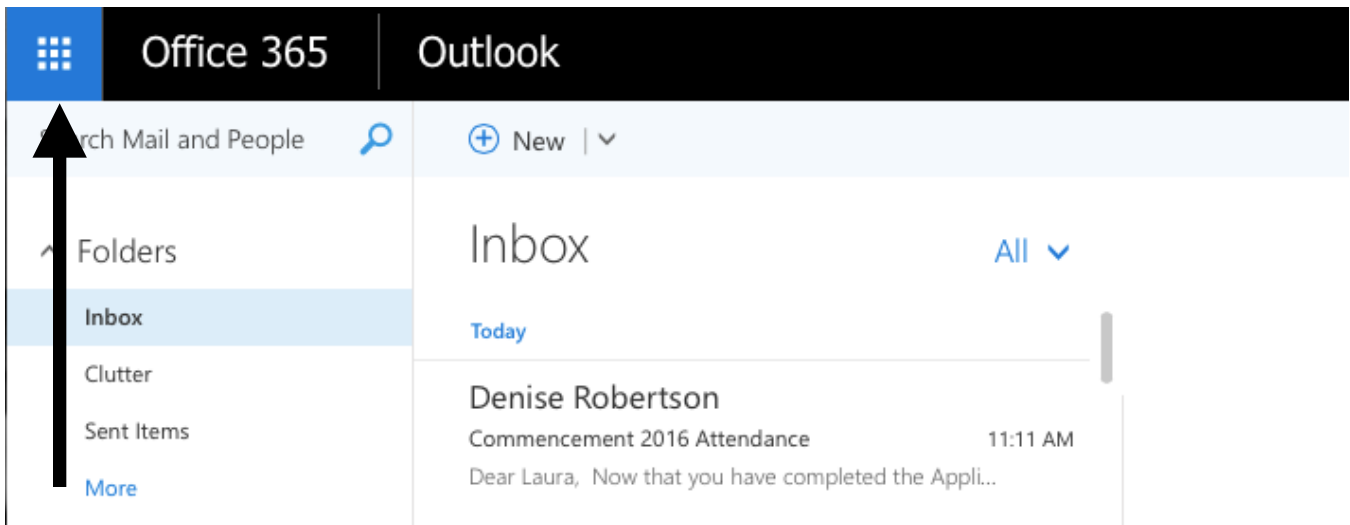 Office 365 Outlook
rch Mail and People
New
Folders
Inbox
Clutter
Sent Items
More
Inbox
All
Today
Denise Robertson
Commencement 2016 Attendance 11:11 AM
Dear Laura, Now that you have completed the Appli...